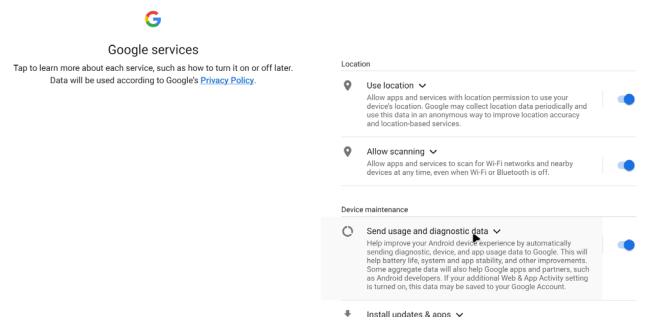 Google services
Tap to learn more about each service, such as how to turn it on or off later.
Data will be used according to Google's Privacy Policy.
Location
Use location
Allow apps and services with location permission to use your
device's location. Google may collect location data periodically and
use this data in an anonymous way to improve location accuracy
and location-based services.
Allow scanning
Allow apps and services to scan for Wi-Fi networks and nearby
devices at any time, even when Wi-Fi or Bluetooth is off.
Device maintenance
Send usage and diagnostic data
Help improve your Android device experience by automatically
sending diagnostic, device, and app usage data to Google. This will
help battery life, system and app stability, and other improvements.
Some aggregate data will also help Google apps and partners, such
as Android developers. If your additional Web & App Activity setting
is turned on, this data may be saved to your Google Account.
Install updates & apps